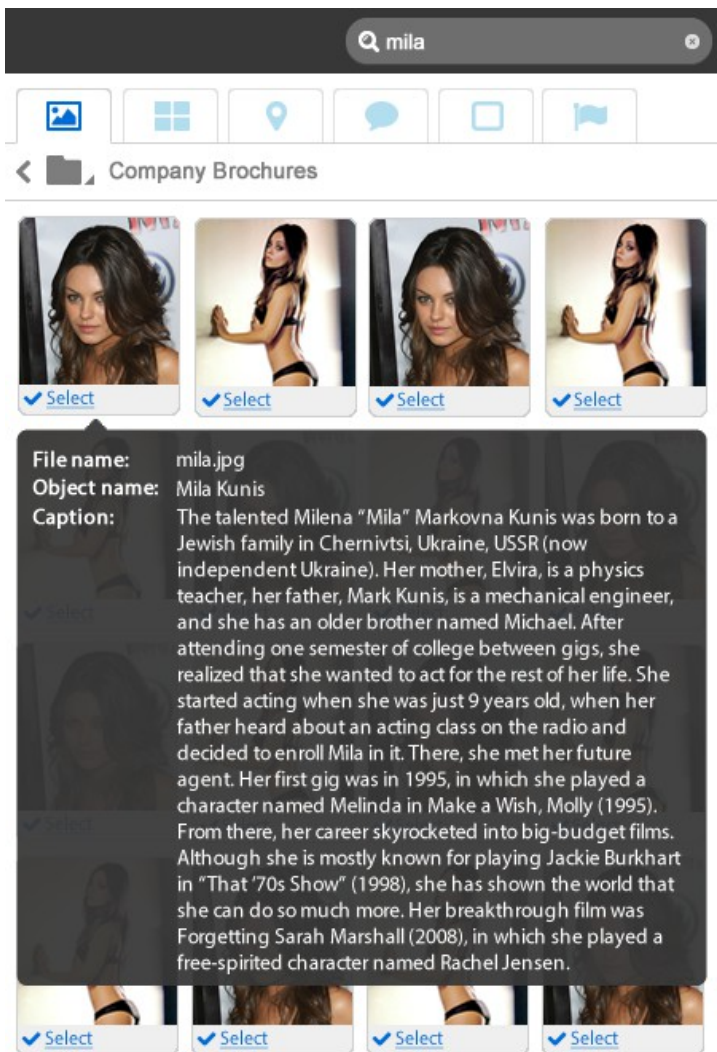 mila
Company Brochures
Select Select Select Select
File name: mila.jpg
Object name: Mila Kunis
Caption: The talented Milena “Mila” Markovna Kunis was born to a
Jewish family in Chernivtsi, Ukraine, USSR (now
independent Ukraine). Her mother, Elvira, is a physics
teacher, her father, Mark Kunis, is a mechanical engineer,
and she has an older brother named Michael. After
attending one semester of college between gigs, she
realized that she wanted to act for the rest of her life. She
started acting when she was just 9 years old, when her
father heard about an acting class on the radio and
decided to enroll Mila in it. There, she met her future
agent. Her first gig was in 1995, in which she played a
character named Melinda in Make a Wish, Molly (1995).
From there, her career skyrocketed into big-budget films.
Although she is mostly known for playing Jackie Burkhart
in “That ’70s Show” (1998), she has shown the world that
she can do so much more. Her breakthrough film was
Forgetting Sarah Marshall (2008), in which she played a
free-spirited character named Rachel Jensen.
Select
Select
Select Select Select Select